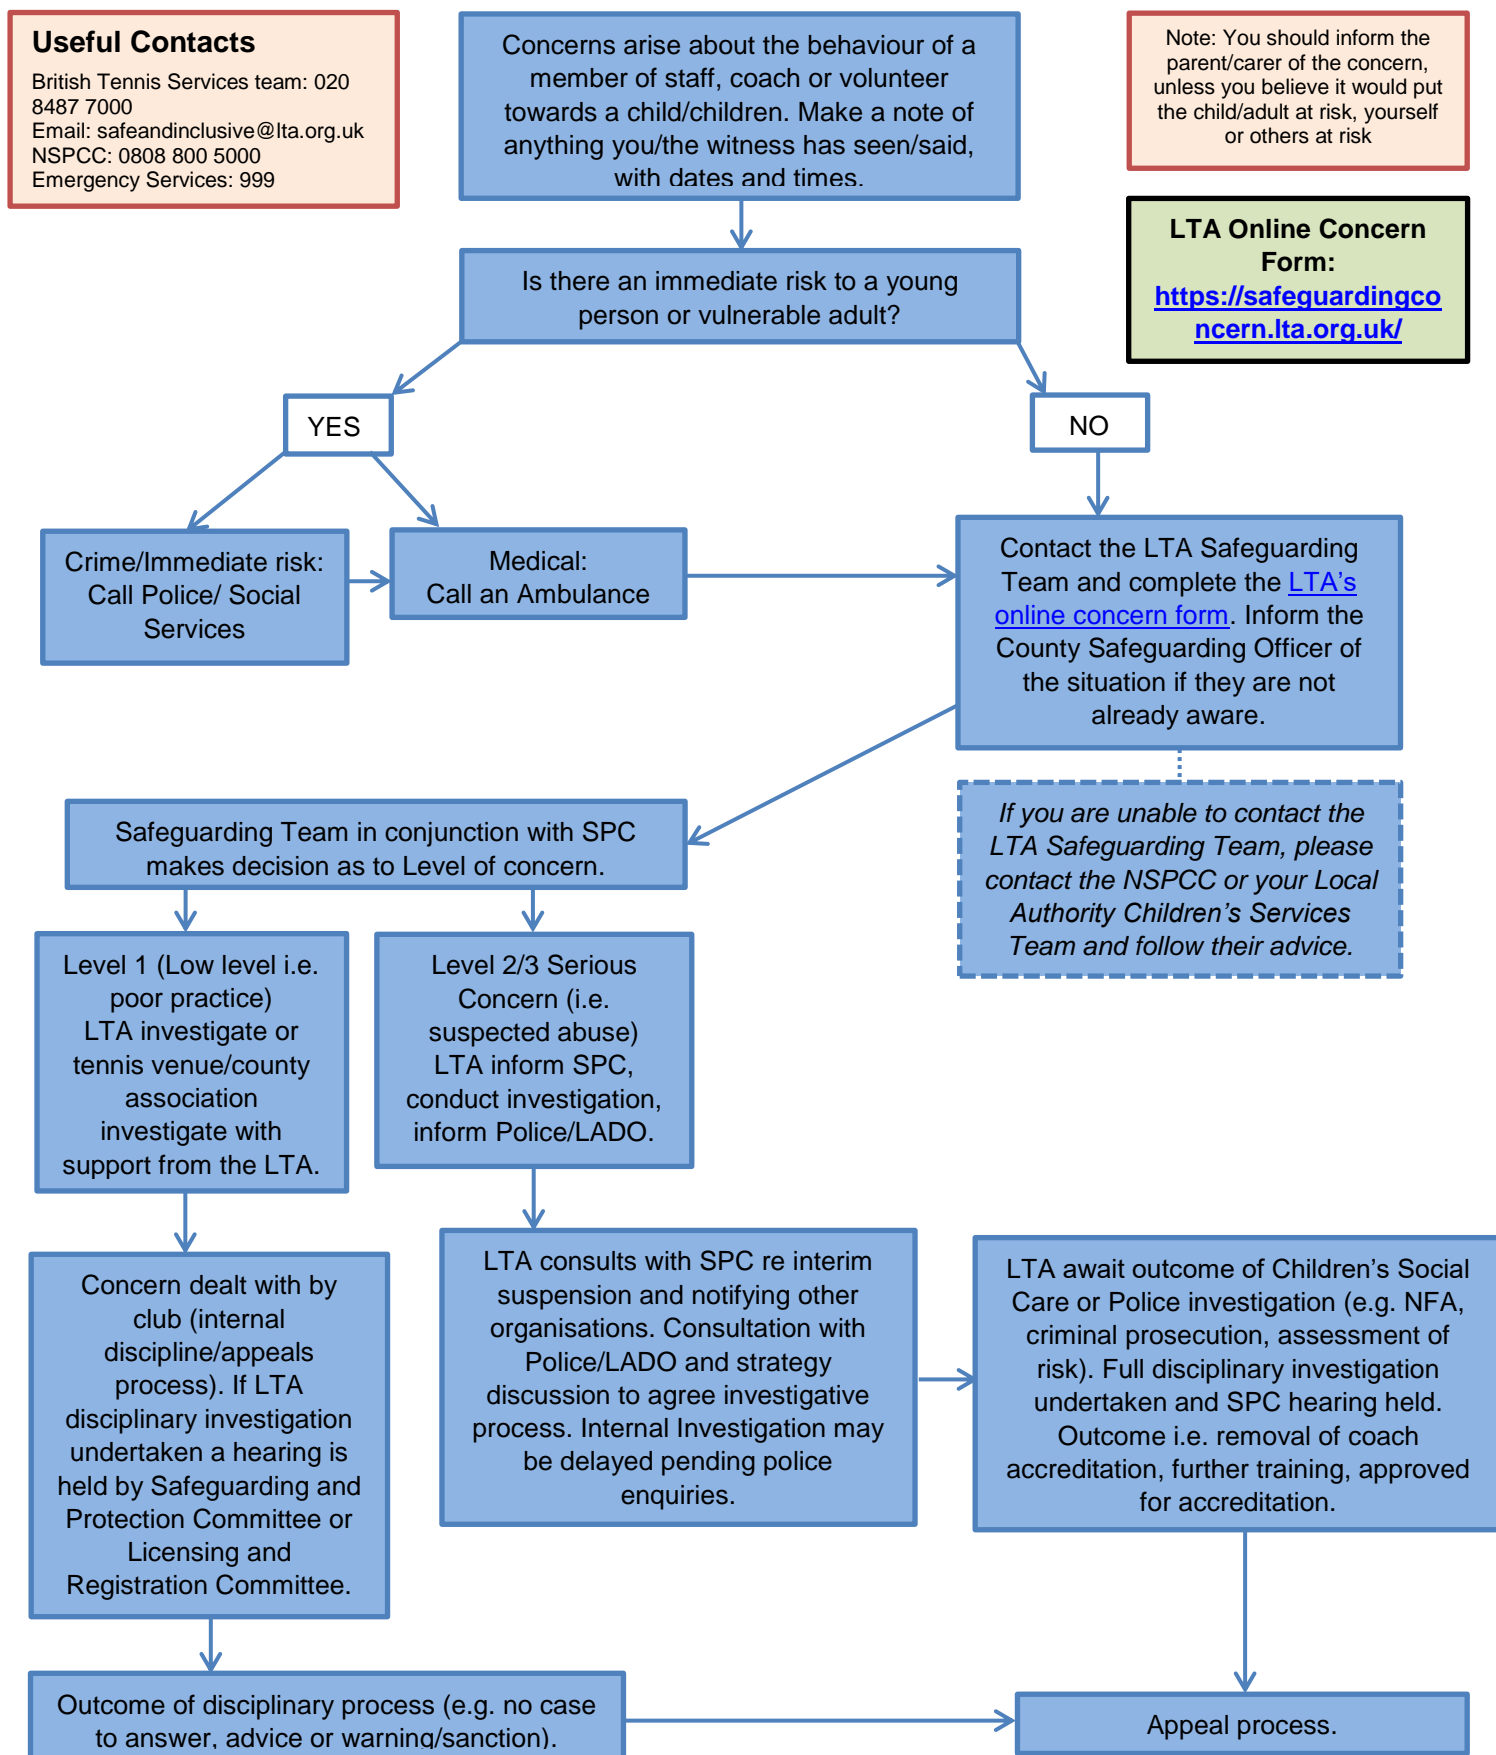 Useful Contacts
British Tennis Services team: 020
8487 7000
Email: safeandinclusive@lta.org.uk
NSPCC: 0808 800 5000
Emergency Services: 999
Concerns arise about the behaviour of a
member of staff, coach or volunteer
towards a child/children. Make a note of
anything you/the witness has seen/said,
with dates and times.
Note: You should inform the
parent/carer of the concern,
unless you believe it would put
the child/adult at risk, yourself
or others at risk
LTA Online Concern
Form:
https://safeguardingco
ncern.lta.org.uk/
Is there an immediate risk to a young
person or vulnerable adult?
YES
NO
Crime/Immediate risk:
Call Police/ Social
Services
Medical:
Call an Ambulance
Contact the LTA Safeguarding
Team and complete the LTA’s
online concern form. Inform the
County Safeguarding Officer of
the situation if they are not
already aware.
If you are unable to contact the
LTA Safeguarding Team, please
contact the NSPCC or your Local
Authority Children’s Services
Team and follow their advice.
Safeguarding Team in conjunction with SPC
makes decision as to Level of concern.
Level 1 (Low level i.e.
poor practice)
LTA investigate or
tennis venue/county
association
investigate with
support from the LTA.
Level 2/3 Serious
Concern (i.e.
suspected abuse)
LTA inform SPC,
conduct investigation,
inform Police/LADO.
Concern dealt with by
club (internal
discipline/appeals
process). If LTA
disciplinary investigation
undertaken a hearing is
held by Safeguarding and
Protection Committee or
Licensing and
Registration Committee.
LTA consults with SPC re interim
suspension and notifying other
organisations. Consultation with
Police/LADO and strategy
discussion to agree investigative
process. Internal Investigation may
be delayed pending police
enquiries.
LTA await outcome of Children’s Social
Care or Police investigation (e.g. NFA,
criminal prosecution, assessment of
risk). Full disciplinary investigation
undertaken and SPC hearing held.
Outcome i.e. removal of coach
accreditation, further training, approved
for accreditation.
Outcome of disciplinary process (e.g. no case
to answer, advice or warning/sanction).
Appeal process.